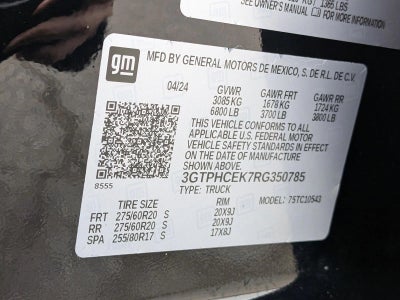 KG / 1385 LBS
SEE OWNER'S MANUAL FOR MORE INFORMATION
gm
MFD BY GENERAL MOTORS DE MEXICO, S. DE R.L. DE C.V.
04/24 GVWR GAWR FRT GAWR RR
3085 KG 1678 KG 1724 KG
6800 LB 3700 LB 3800 LB
THIS VEHICLE CONFORMS TO ALL
APPLICABLE U.S. FEDERAL MOTOR
VEHICLE SAFETY STANDARDS IN EFFECT
ON THE DATE OF MANUFACTURE
SHOWN ABOVE.
3GTPHCEK7RG350785
TYPE: TRUCK
8555
MODEL: 7STC10543
TIRE SIZE RIM
FRT 275/60R20 S 20X9J
RR 275/60R20 S 20X9J
SPA 255/80R17 S 17X8J